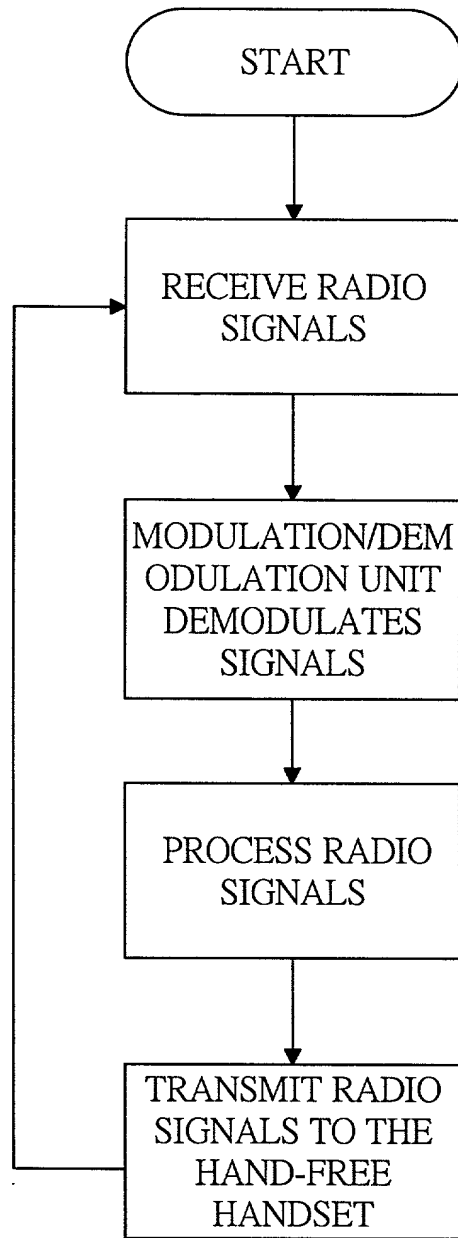 START
RECEIVE RADIO
SIGNALS
MODULATION/DEM
ODULATION UNIT
DEMODULATES
SIGNALS
PROCESS RADIO
SIGNALS
TRANSMIT RADIO
SIGNALS TO THE
HAND-FREE
HANDSET